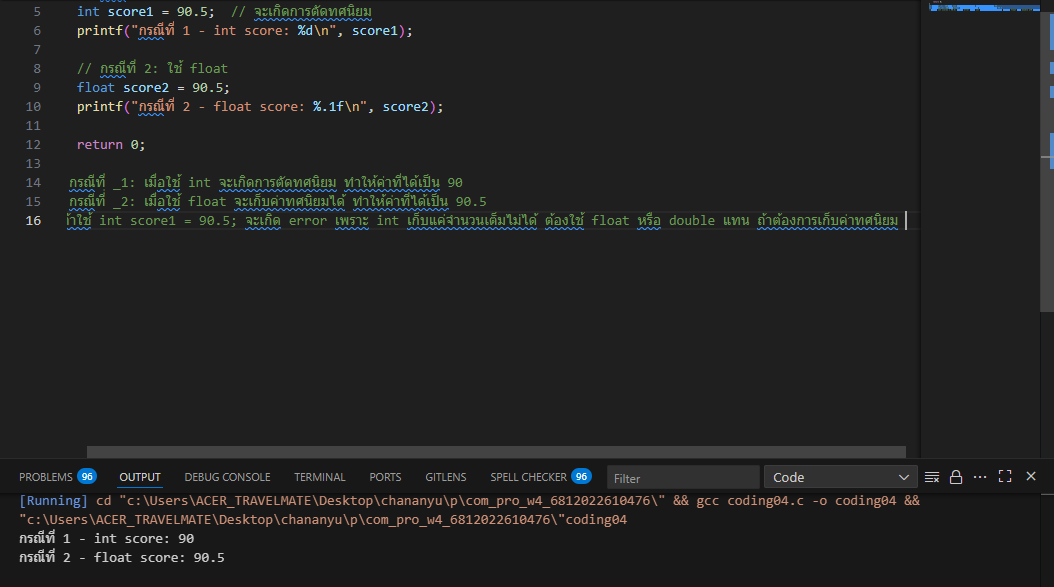 5 int score1 = 90.5;  // จะเกิดการตัดทศนิยม
6 printf("กรณีที่ 1 - int score: %d\n", score1);
7
8 // กรณีที่ 2: ใช้ float
9 float score2 = 90.5;
10 printf("กรณีที่ 2 - float score: %.1f\n", score2);
11
12 return 0;
13
14 กรณีที่ _1: เมื่อใช้ int จะเกิดการตัดทศนิยม ทำให้ค่าที่ได้เป็น 90
15 กรณีที่ _2: เมื่อใช้ float จะเก็บค่าทศนิยมได้ ทำให้ค่าที่ได้เป็น 90.5
16 ้าใช้ int score1 = 90.5; จะเกิด error เพราะ int เก็บแค่จำนวนเต็มไม่ได้ ต้องใช้ float หรือ double แทน ถ้าต้องการเก็บค่าทศนิยม
PROBLEMS 96 OUTPUT DEBUG CONSOLE TERMINAL PORTS GITLENS SPELL CHECKER 96 Filter Code
[Running] cd "c:\Users\ACER_TRAVELMATE\Desktop\chananyu\p\com_pro_w4_6812022610476\" && gcc coding04.c -o coding04 &&
"c:\Users\ACER_TRAVELMATE\Desktop\chananyu\p\com_pro_w4_6812022610476\"coding04
กรณีที่ 1 - int score: 90
กรณีที่ 2 - float score: 90.5